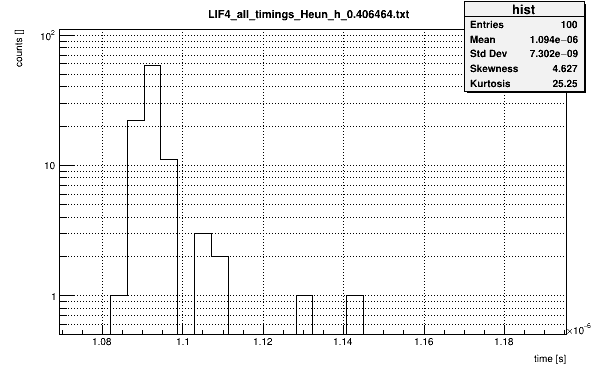 LIF4_all_timings_Heun_h_0.406464.txt
hist
Entries 100
Mean 1.094e−06
Std Dev 7.302e−09
Skewness 4.627
Kurtosis 25.25
counts []
10²
10
1
1.08 1.1 1.12 1.14 1.16 1.18
×10⁻⁶
time [s]